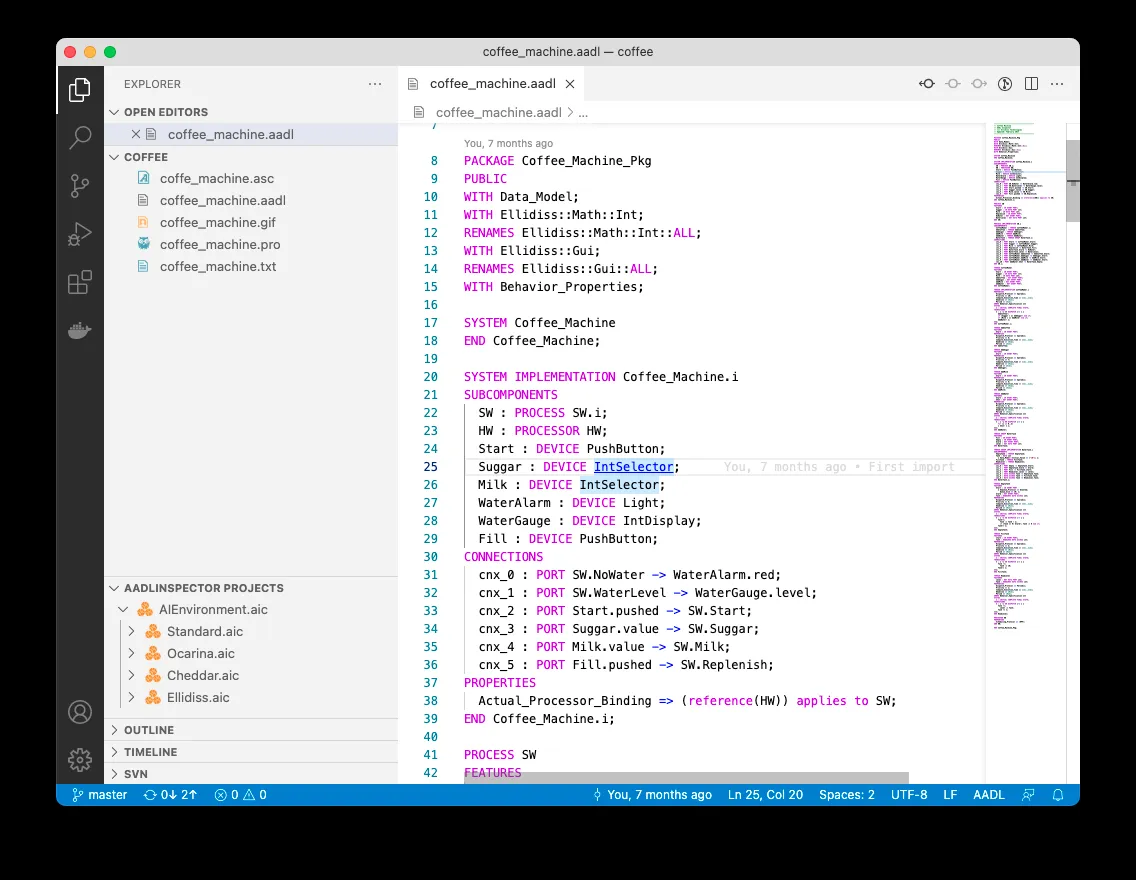 coffee_machine.aadl — coffee
EXPLORER
OPEN EDITORS
coffee_machine.aadl
COFFEE
coffe_machine.asc
coffee_machine.aadl
coffee_machine.gif
coffee_machine.pro
coffee_machine.txt
AADLINSPECTOR PROJECTS
AIEnvironment.aic
Standard.aic
Ocarina.aic
Cheddar.aic
Ellidiss.aic
OUTLINE
TIMELINE
SVN
coffee_machine.aadl
coffee_machine.aadl > ...
7
You, 7 months ago
8 PACKAGE Coffee_Machine_Pkg
9 PUBLIC
10 WITH Data_Model;
11 WITH Ellidiss::Math::Int;
12 RENAMES Ellidiss::Math::Int::ALL;
13 WITH Ellidiss::Gui;
14 RENAMES Ellidiss::Gui::ALL;
15 WITH Behavior_Properties;
16
17 SYSTEM Coffee_Machine
18 END Coffee_Machine;
19
20 SYSTEM IMPLEMENTATION Coffee_Machine.i
21 SUBCOMPONENTS
22 SW : PROCESS SW.i;
23 HW : PROCESSOR HW;
24 Start : DEVICE PushButton;
25 Suggar : DEVICE IntSelector; You, 7 months ago • First import
26 Milk : DEVICE IntSelector;
27 WaterAlarm : DEVICE Light;
28 WaterGauge : DEVICE IntDisplay;
29 Fill : DEVICE PushButton;
30 CONNECTIONS
31 cnx_0 : PORT SW.NoWater -> WaterAlarm.red;
32 cnx_1 : PORT SW.WaterLevel -> WaterGauge.level;
33 cnx_2 : PORT Start.pushed -> SW.Start;
34 cnx_3 : PORT Suggar.value -> SW.Suggar;
35 cnx_4 : PORT Milk.value -> SW.Milk;
36 cnx_5 : PORT Fill.pushed -> SW.Replenish;
37 PROPERTIES
38 Actual_Processor_Binding => (reference(HW)) applies to SW;
39 END Coffee_Machine.i;
40
41 PROCESS SW
42 FEATURES
master 0↓ 2↑ 0 0 You, 7 months ago Ln 25, Col 20 Spaces: 2 UTF-8 LF AADL